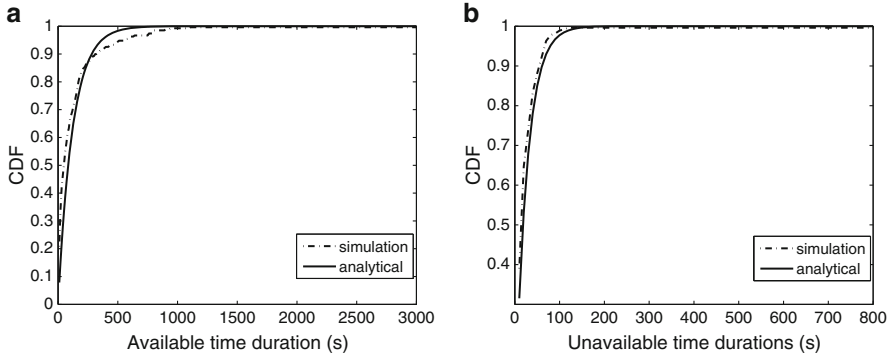 a
1
0.9
0.8
0.7
0.6
0.5
0.4
0.3
0.2
0.1
0
CDF
simulation
analytical
0 500 1000 1500 2000 2500 3000
Available time duration (s)
b
1
0.9
0.8
0.7
0.6
0.5
0.4
CDF
simulation
analytical
0 100 200 300 400 500 600 700 800
Unavailable time durations (s)